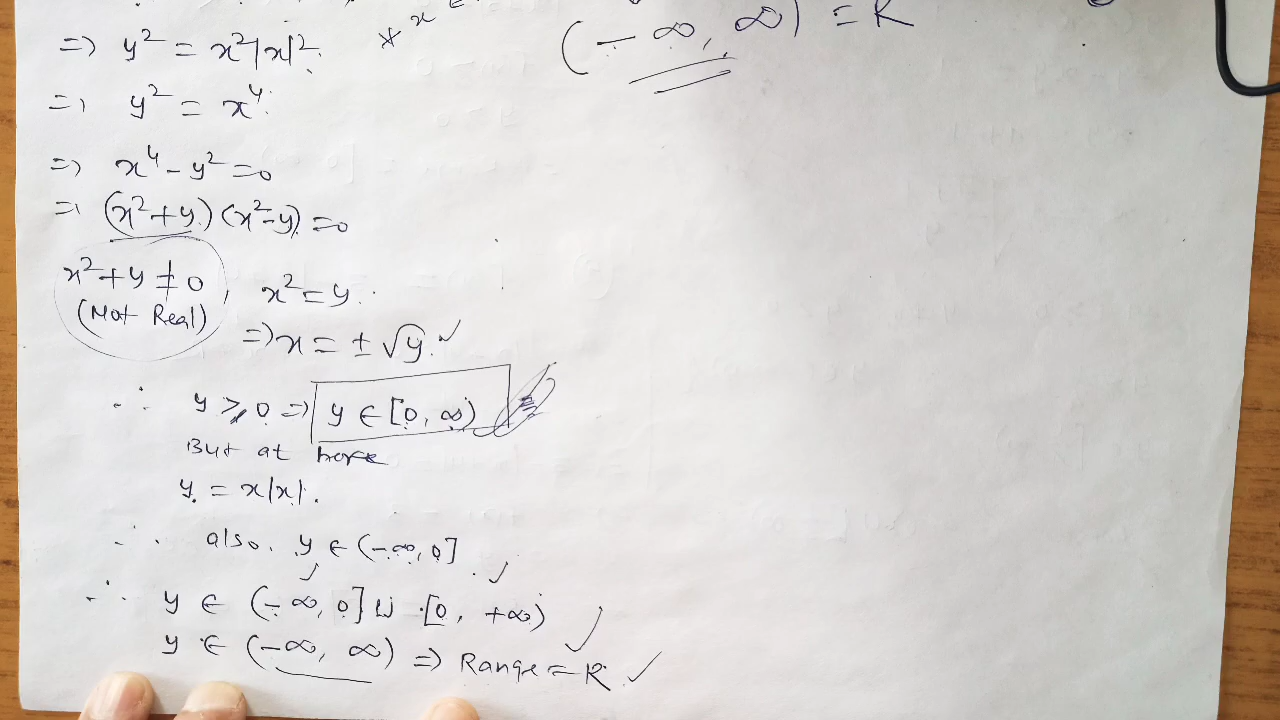 => y² = x²|x|². * x ∈
(-∞, ∞) = R
=> y² = x⁴.
=> x⁴ - y² = 0
=> (x² + y.) (x² - y) = 0
x² + y ≠ 0, x² = y.
(Not Real)
=> x = ± √y. ✓
∴ y ≥ 0 => y ∈ [0, ∞)
But at
y = x|x|.
∴ also. y ∈ (-∞, 0] ✓
∴ y ∈ (-∞, 0] ∪ [0, +∞) ✓
y ∈ (-∞, ∞) => Range = R ✓